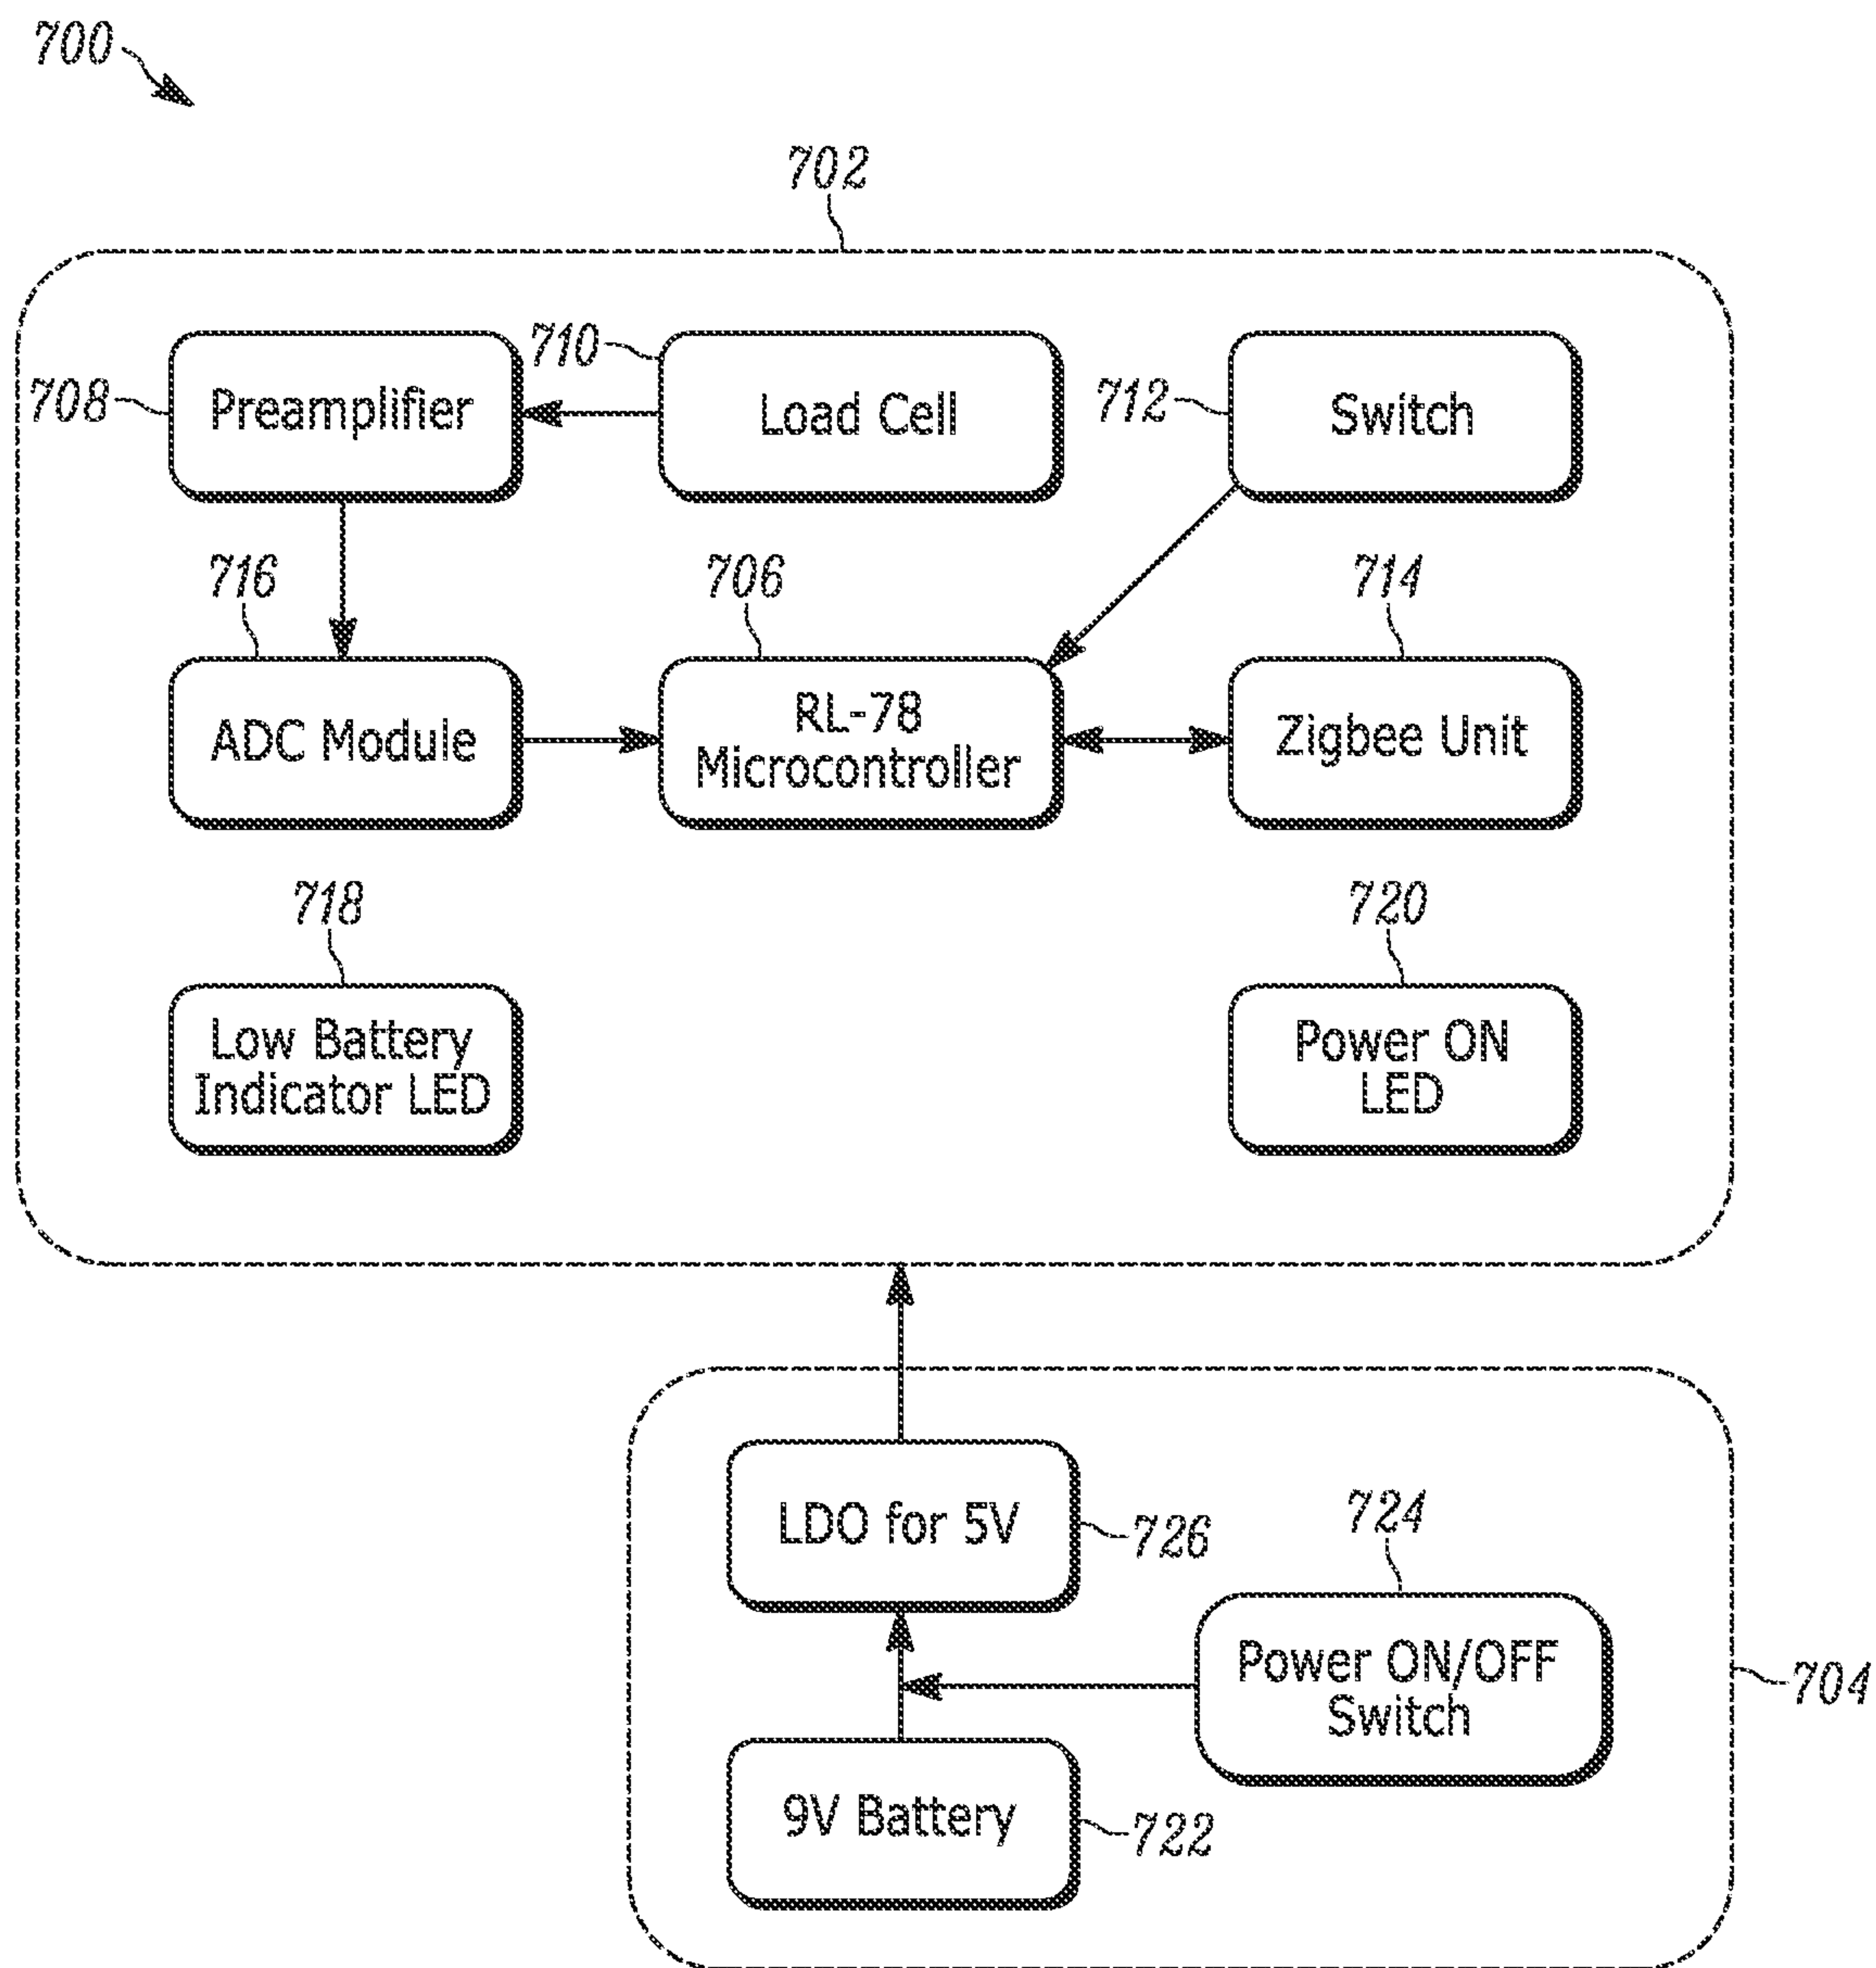 700
702
710
708
Preamplifier
Load Cell
712
Switch
716
706
714
ADC Module
RL-78
Microcontroller
Zigbee Unit
718
720
Low Battery
Indicator LED
Power ON
LED
LDO for 5V
726
724
Power ON/OFF
Switch
704
9V Battery
722